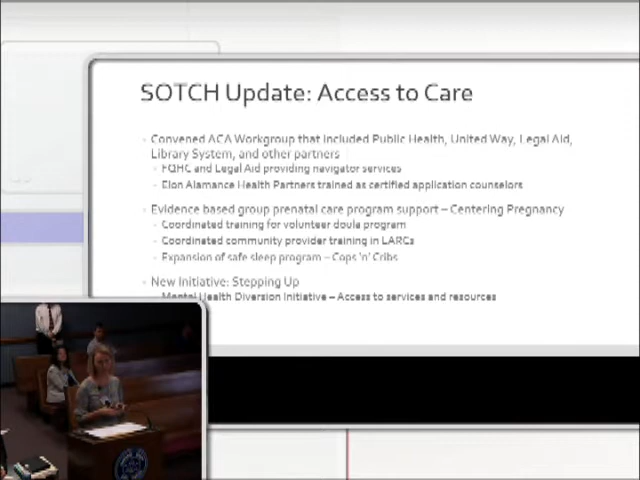 SOTCH Update: Access to Care
Convened ACA Workgroup that included Public Health, United Way, Legal Aid,
Library System, and other partners
FQHC and Legal Aid providing navigator services
Elon Alamance Health Partners trained as certified application counselors
Evidence based group prenatal care program support – Centering Pregnancy
Coordinated training for volunteer doula program
Coordinated community provider training in LARCs
Expansion of safe sleep program – Cops 'n' Cribs
New Initiative: Stepping Up
Mental Health Diversion Initiative – Access to services and resources